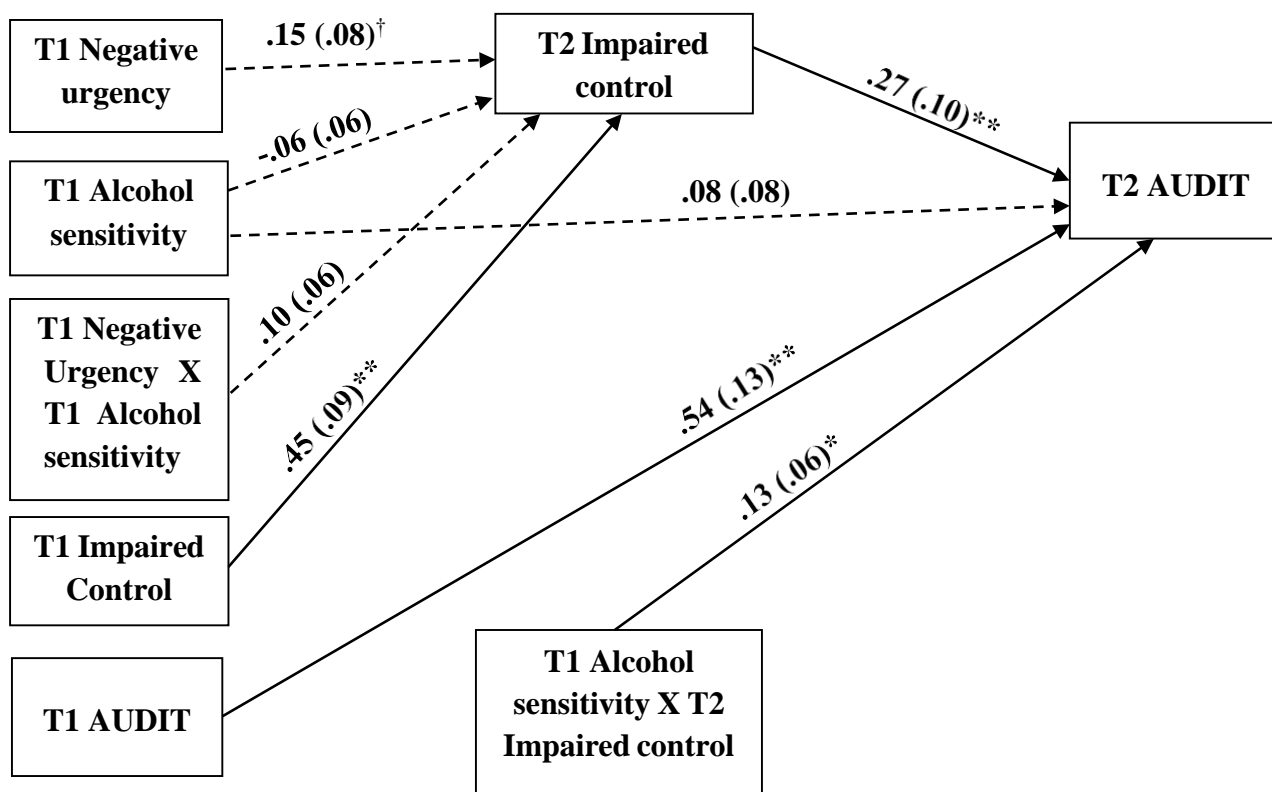 T1 Negative
urgency
.15 (.08)†
T2 Impaired
control
.27 (.10)**
-.06 (.06)
T1 Alcohol
sensitivity
.08 (.08)
T2 AUDIT
T1 Negative
Urgency X
T1 Alcohol
sensitivity
.10 (.06)
.45 (.09)**
.54 (.13)**
.13 (.06)*
T1 Impaired
Control
T1 AUDIT
T1 Alcohol
sensitivity X T2
Impaired control